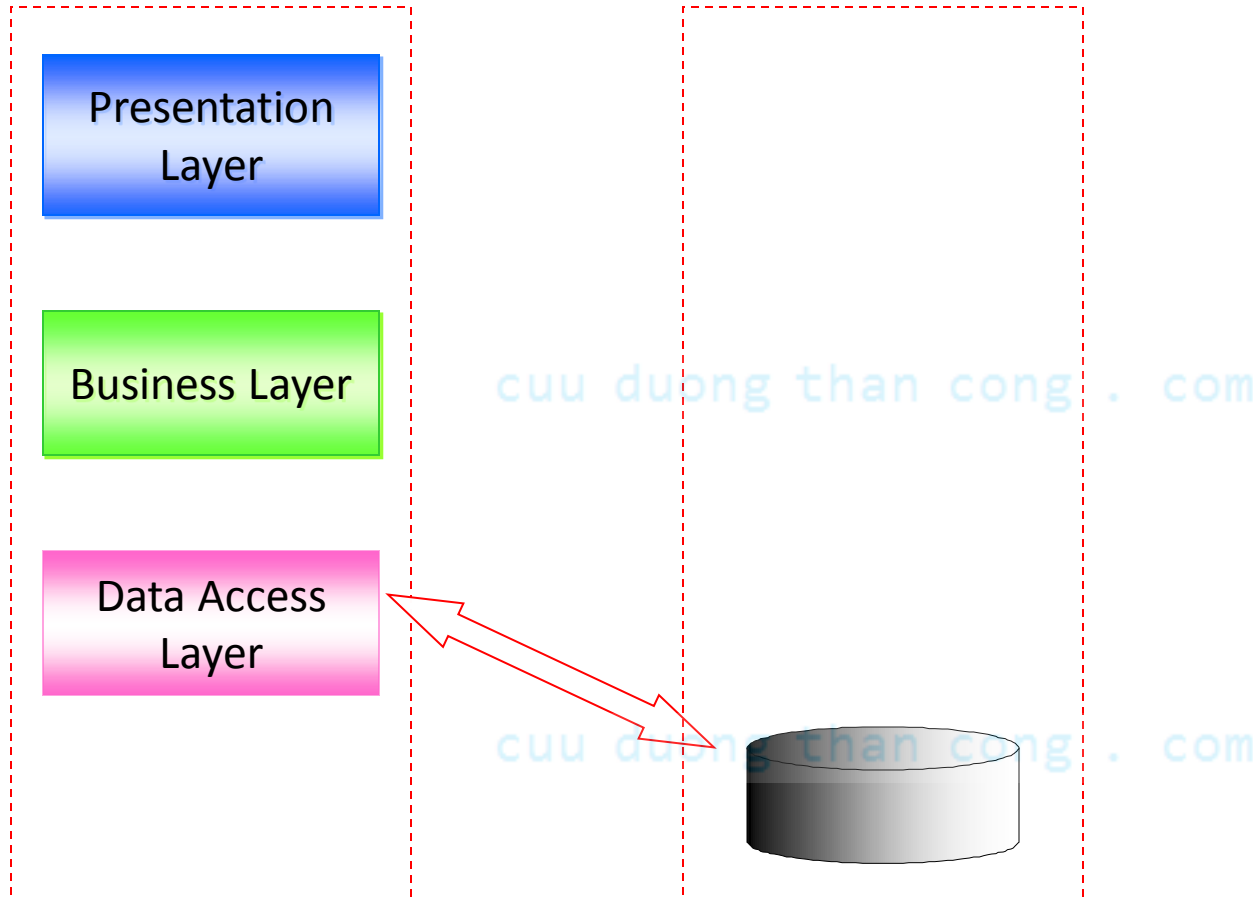 Presentation
Layer
Business Layer
cuu duong than cong . com
Data Access
Layer
cuu duong than cong . com